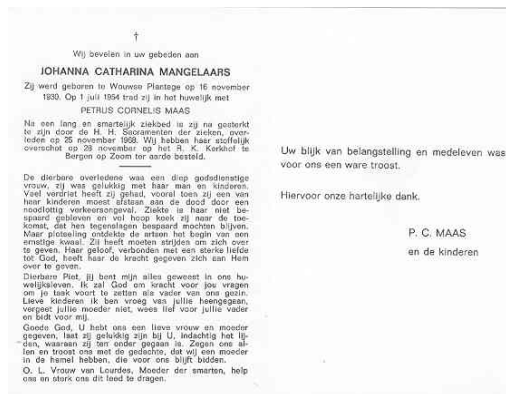 †
Wij bevelen in uw gebeden aan
JOHANNA CATHARINA MANGELAARS
Zij werd geboren te Wouwse Plantage op 16 november
1930. Op 1 juli 1954 trad zij in het huwelijk met
PETRUS CORNELIS MAAS
Na een lang en smartelijk ziekbed is zij na gesterkt
te zijn door de H. H. Sacramenten der zieken, over-
leden op 25 november 1968. Wij hebben haar stoffelijk
overschot op 28 november op het R. K. Kerkhof te
Bergen op Zoom ter aarde besteld.
De dierbare overledene was een diep godsdienstige
vrouw, zij was gelukkig met haar man en kinderen.
Veel verdriet heeft zij gehad, vooral toen zij een van
haar kinderen moest afstaan aan de dood door een
noodlottig verkeersongeval. Ziekte is haar niet be-
spaard gebleven en vol hoop keek zij naar de toe-
komst, dat hen tegenslagen bespaard mochten blijven.
Maar plotseling ontdekte de artsen het begin van een
ernstige kwaal. Zij heeft moeten strijden om zich over
te geven. Haar geloof, verbonden met een sterke liefde
tot God, heeft haar de kracht gegeven zich aan Hem
over te geven.
Dierbare Piet, jij bent mijn alles geweest in ons hu-
welijksleven. Ik zal God om kracht voor jou vragen
om je taak voort te zetten als vader van ons gezin.
Lieve kinderen ik ben vroeg van jullie heengegaan,
vergeet jullie moeder niet, wees lief voor jullie vader
en bidt voor mij.
Goede God, U hebt ons een lieve vrouw en moeder
gegeven, laat zij gelukkig zijn bij U, indachtig het lij-
den, waaraan zij ten onder gegaan is. Zegen ons al-
len en troost ons met de gedachte, dat wij een moeder
in de hemel hebben, die voor ons blijft bidden.
O. L. Vrouw van Lourdes, Moeder der smarten, help
ons en sterk ons dit leed te dragen.
Uw blijk van belangstelling en medeleven was
voor ons een ware troost.
Hiervoor onze hartelijke dank.
P. C. MAAS
en de kinderen